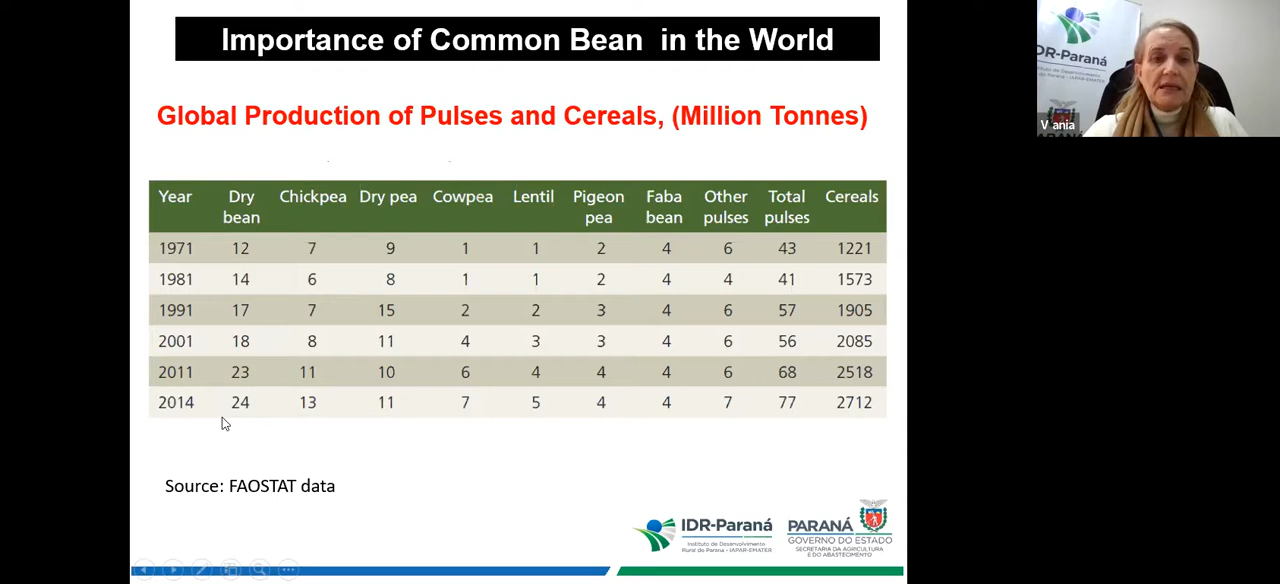 Importance of Common Bean in the World
Global Production of Pulses and Cereals, (Million Tonnes)
Year Dry bean Chickpea Dry pea Cowpea Lentil Pigeon pea Faba bean Other pulses Total pulses Cereals
1971 12 7 9 1 1 2 4 6 43 1221
1981 14 6 8 1 1 2 4 4 41 1573
1991 17 7 15 2 2 3 4 6 57 1905
2001 18 8 11 4 3 3 4 6 56 2085
2011 23 11 10 6 4 4 4 6 68 2518
2014 24 13 11 7 5 4 4 7 77 2712
Source: FAOSTAT data
IDR-Paraná
Instituto de Desenvolvimento
Rural do Paraná - IAPAR-EMATER
PARANÁ
GOVERNO DO ESTADO
SECRETARIA DA AGRICULTURA
E DO ABASTECIMENTO
DR-Paraná
V ania